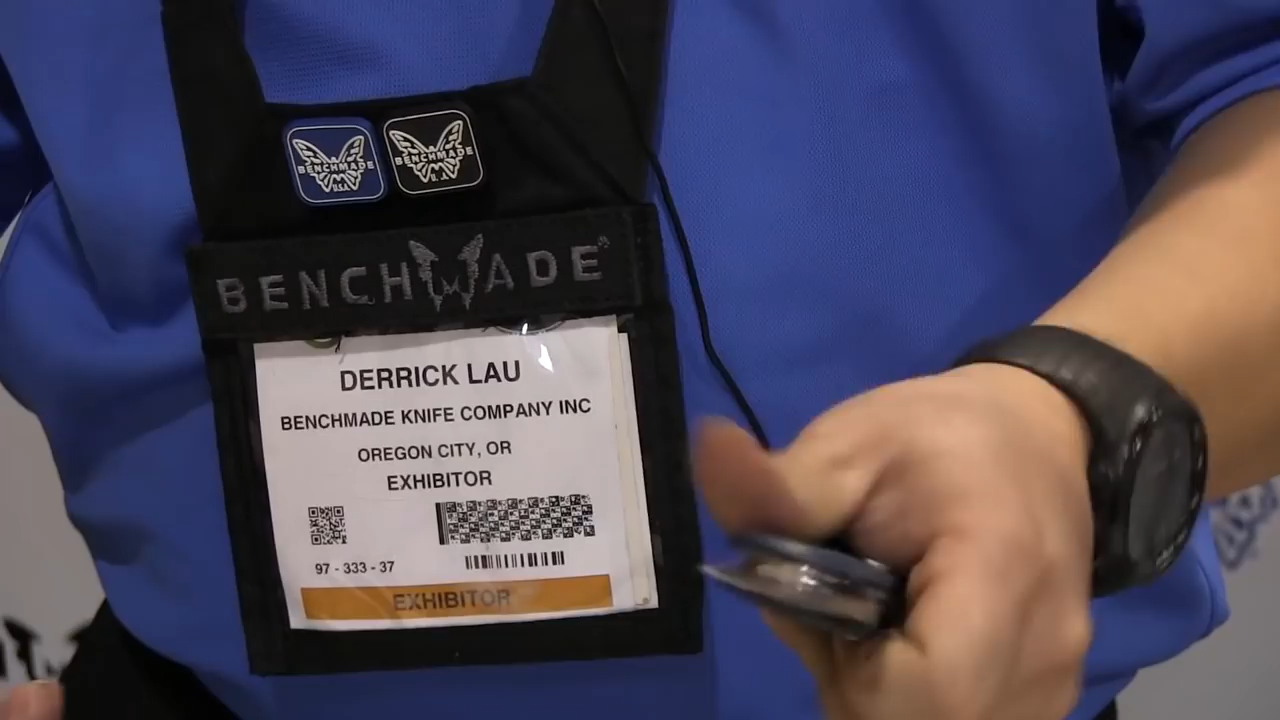 BENCHMADE
U.S.A.
BENCHMADE
BENCHMADE®
DERRICK LAU
BENCHMADE KNIFE COMPANY INC
OREGON CITY, OR
EXHIBITOR
97 - 333 - 37
EXHIBITOR